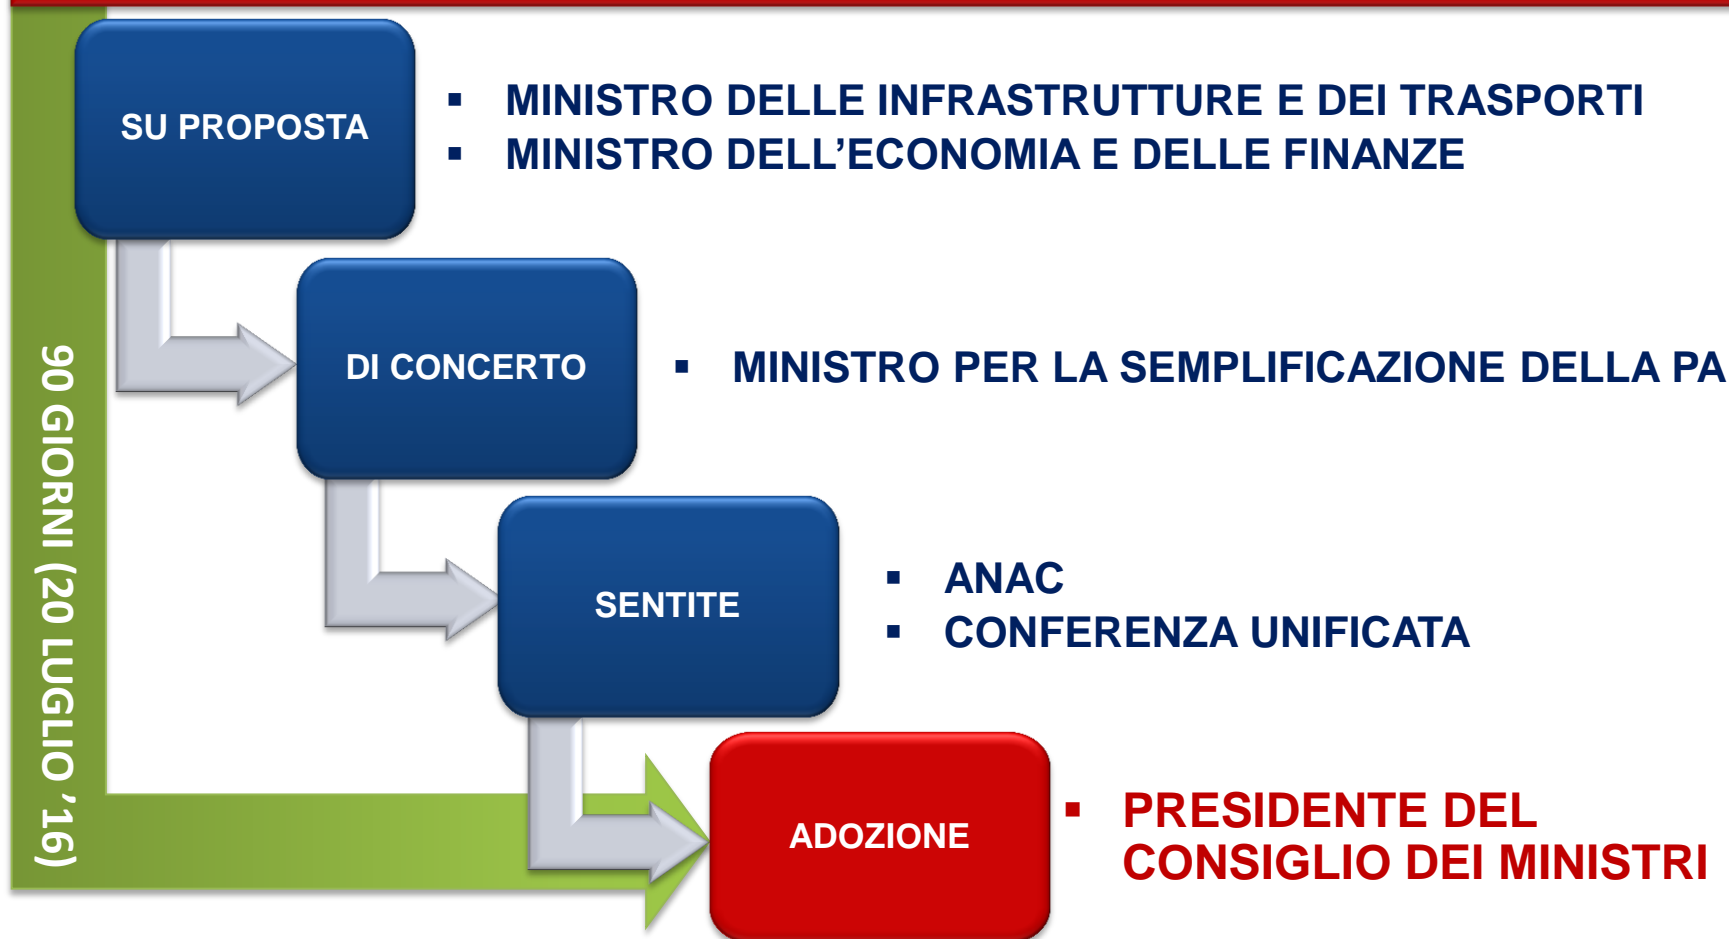 SU PROPOSTA
▪ MINISTRO DELLE INFRASTRUTTURE E DEI TRASPORTI
▪ MINISTRO DELL’ECONOMIA E DELLE FINANZE
DI CONCERTO
▪ MINISTRO PER LA SEMPLIFICAZIONE DELLA PA
SENTITE
▪ ANAC
▪ CONFERENZA UNIFICATA
ADOZIONE
▪ PRESIDENTE DEL
CONSIGLIO DEI MINISTRI
90 GIORNI (20 LUGLIO ’16)